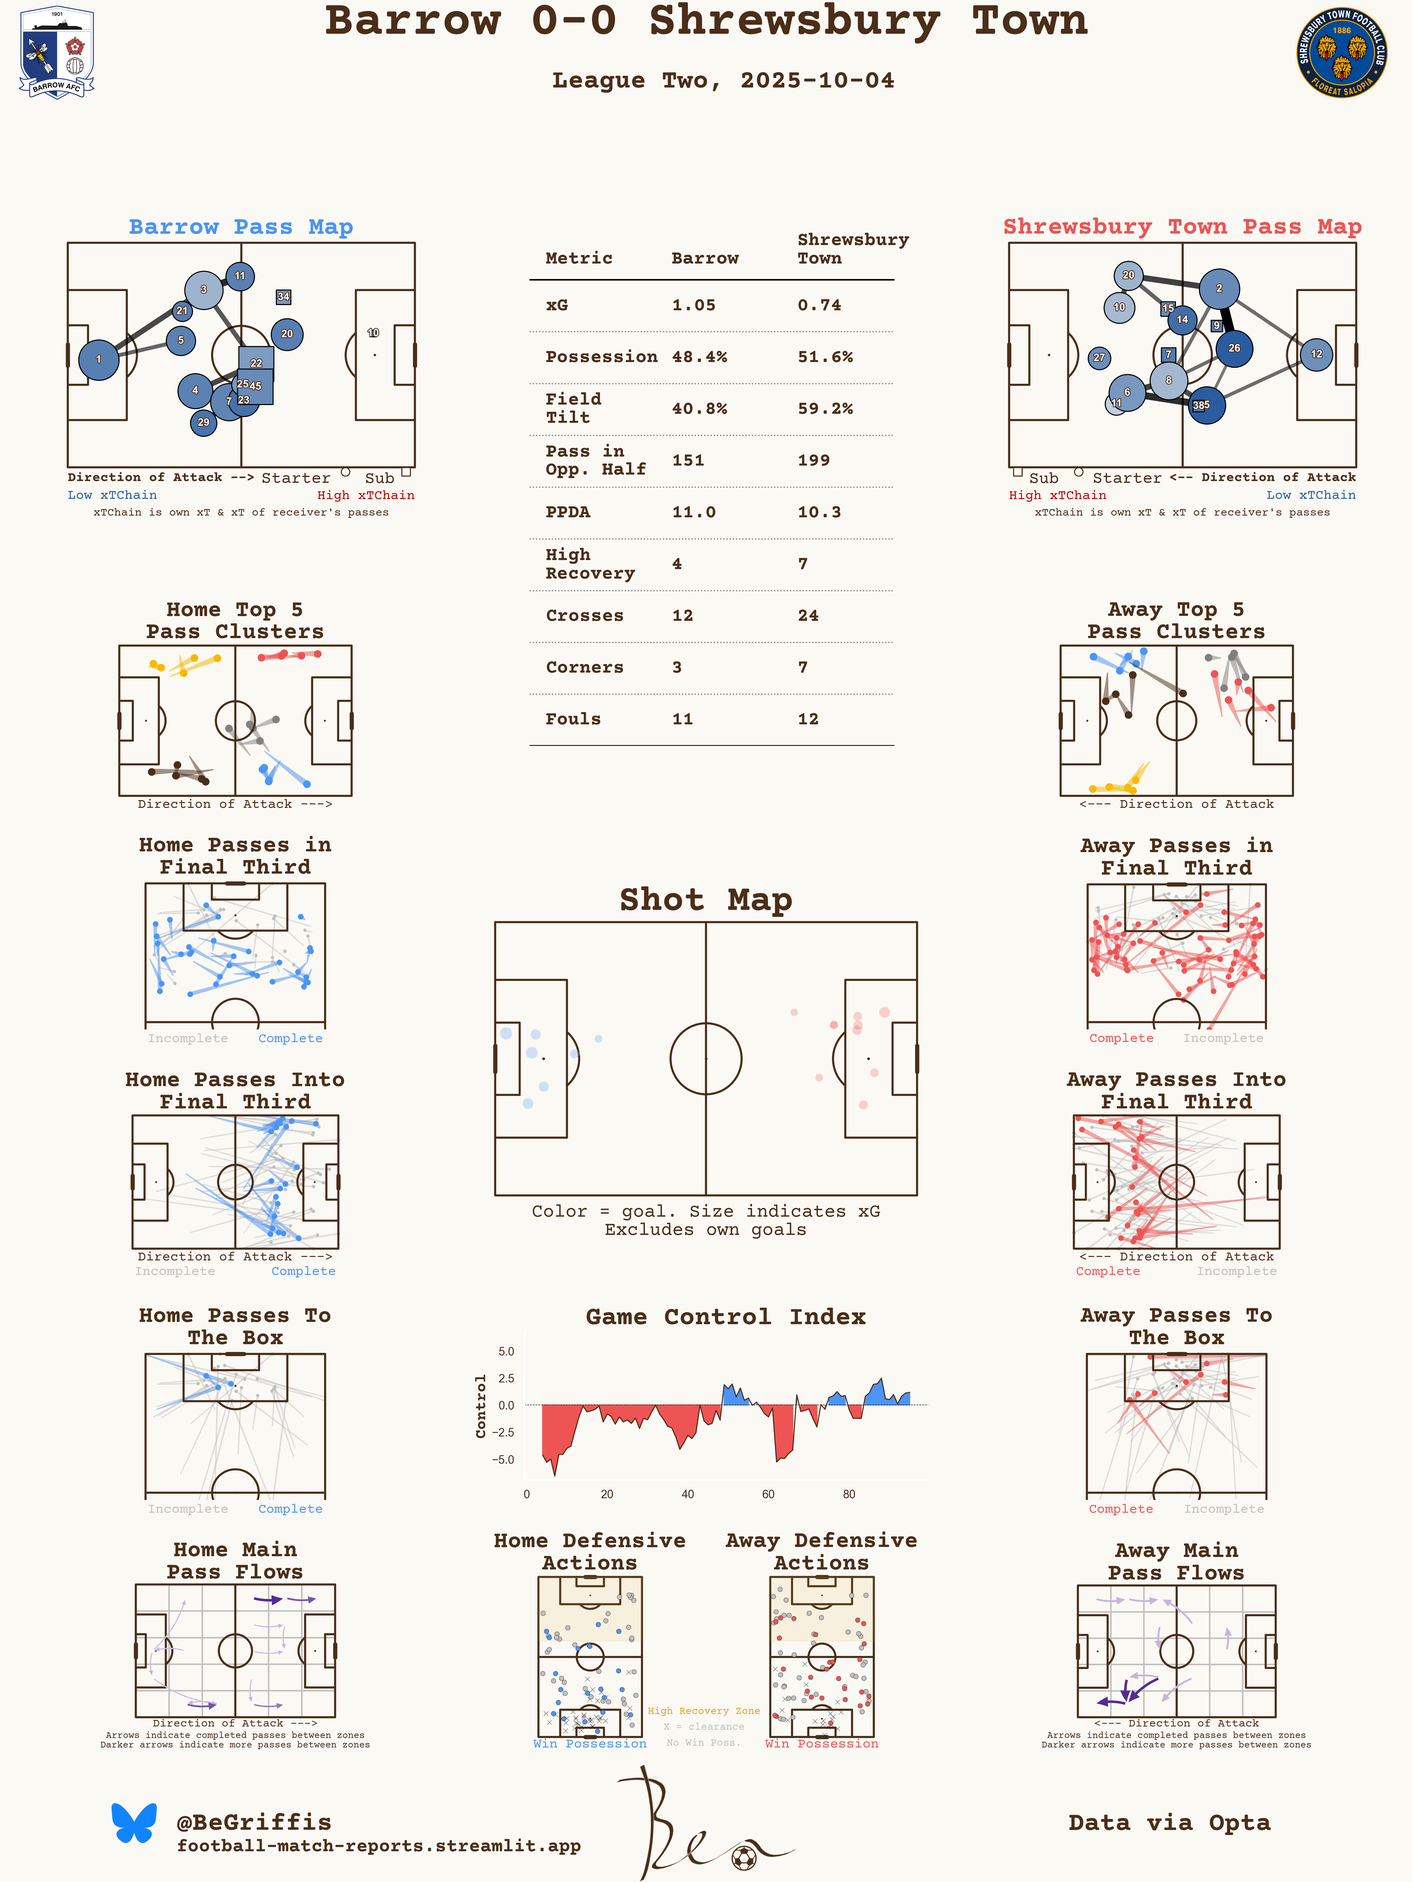 Barrow 0-0 Shrewsbury Town
League Two, 2025-10-04
1901
BARROW AFC
SHREWSBURY TOWN FOOTBALL CLUB
1886
FLOREAT SALOPIA
Barrow Pass Map
11
3
34
21
20
10
5
1
22
4
25
45
7
23
29
Direction of Attack --> Starter Sub
Low xTChain High xTChain
xTChain is own xT & xT of receiver's passes
Metric Barrow Shrewsbury Town
xG 1.05 0.74
Possession 48.4% 51.6%
Field Tilt 40.8% 59.2%
Pass in Opp. Half 151 199
PPDA 11.0 10.3
High Recovery 4 7
Crosses 12 24
Corners 3 7
Fouls 11 12
Shrewsbury Town Pass Map
20
2
10
15
14
9
26
27
7
12
8
6
11
38
5
Sub Starter <-- Direction of Attack
High xTChain Low xTChain
xTChain is own xT & xT of receiver's passes
Home Top 5
Pass Clusters
Direction of Attack --->
Away Top 5
Pass Clusters
<--- Direction of Attack
Home Passes in
Final Third
Incomplete Complete
Away Passes in
Final Third
Complete Incomplete
Shot Map
Color = goal. Size indicates xG
Excludes own goals
Home Passes Into
Final Third
Direction of Attack --->
Incomplete Complete
Away Passes Into
Final Third
<--- Direction of Attack
Complete Incomplete
Home Passes To
The Box
Incomplete Complete
Game Control Index
Control
5.0
2.5
0.0
−2.5
−5.0
0 20 40 60 80
Away Passes To
The Box
Complete Incomplete
Home Main
Pass Flows
Direction of Attack --->
Arrows indicate completed passes between zones
Darker arrows indicate more passes between zones
Home Defensive
Actions
Win Possession
Away Defensive
Actions
Win Possession
High Recovery Zone
X = clearance
No Win Poss.
Away Main
Pass Flows
<--- Direction of Attack
Arrows indicate completed passes between zones
Darker arrows indicate more passes between zones
@BeGriffis
football-match-reports.streamlit.app
Ben
Data via Opta